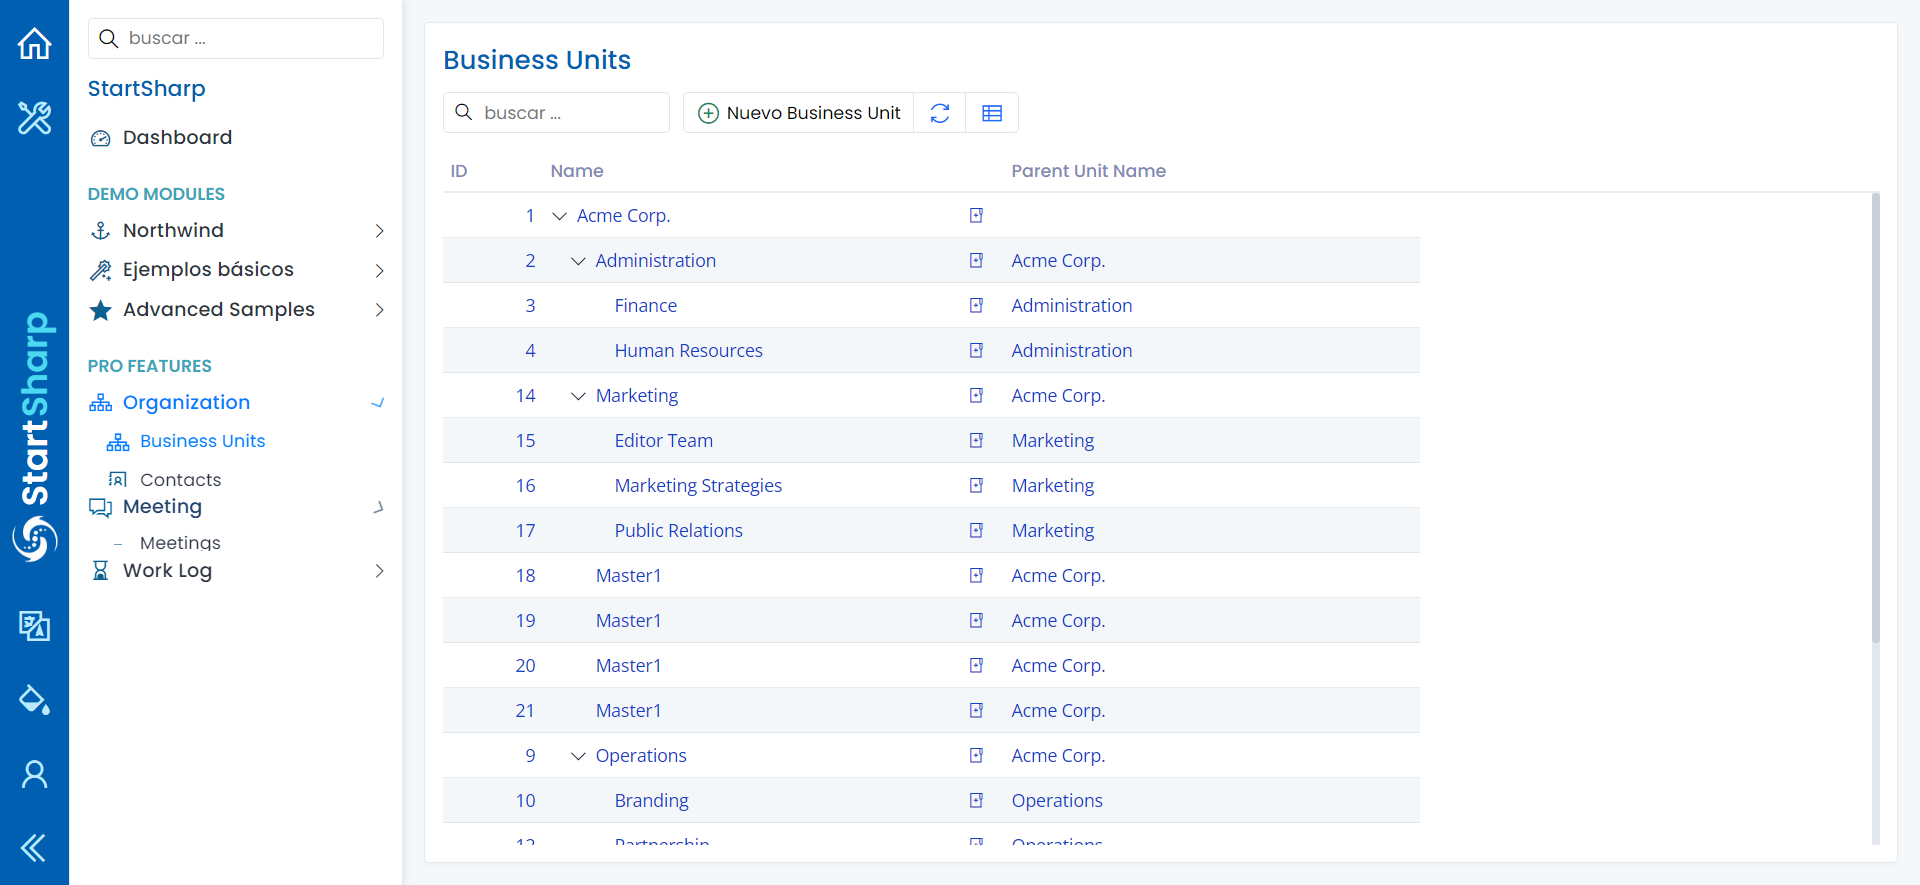 StartSharp
buscar ...
StartSharp
Dashboard
DEMO MODULES
Northwind
Ejemplos básicos
Advanced Samples
PRO FEATURES
Organization
Business Units
Contacts
Meeting
Meetings
Work Log
Business Units
buscar ...
Nuevo Business Unit
ID Name Parent Unit Name
1 Acme Corp.
2 Administration Acme Corp.
3 Finance Administration
4 Human Resources Administration
14 Marketing Acme Corp.
15 Editor Team Marketing
16 Marketing Strategies Marketing
17 Public Relations Marketing
18 Master1 Acme Corp.
19 Master1 Acme Corp.
20 Master1 Acme Corp.
21 Master1 Acme Corp.
9 Operations Acme Corp.
10 Branding Operations
Partnership Operations